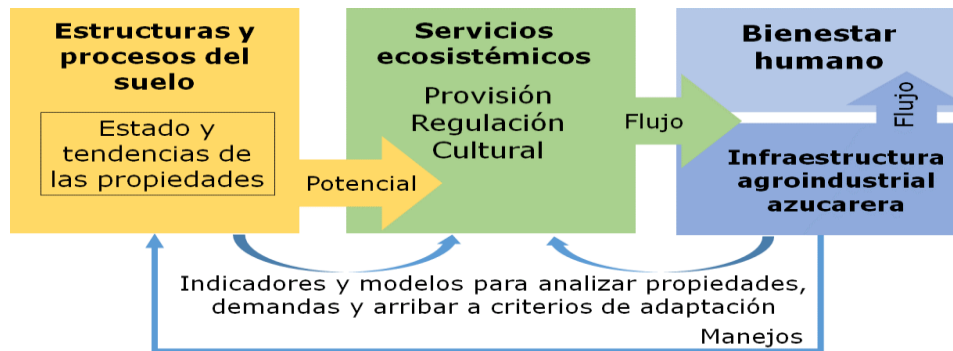 Estructuras y
procesos del
suelo
Estado y
tendencias de
las propiedades
Potencial
Servicios
ecosistémicos
Provisión
Regulación
Cultural
Flujo
Bienestar
humano
Flujo
Infraestructura
agroindustrial
azucarera
Indicadores y modelos para analizar propiedades,
demandas y arribar a criterios de adaptación
Manejos